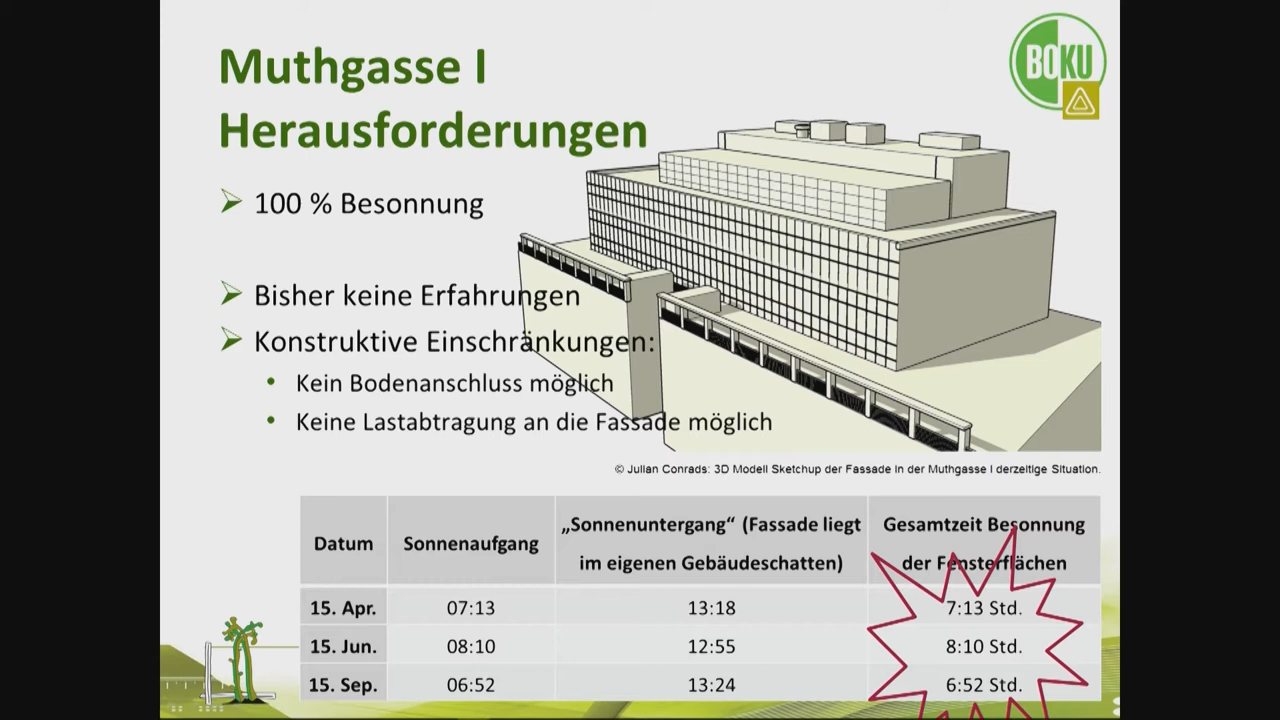 Muthgasse I
Herausforderungen
BOKU
100 % Besonnung
Bisher keine Erfahrungen
Konstruktive Einschränkungen:
Kein Bodenanschluss möglich
Keine Lastabtragung an die Fassade möglich
© Julian Conrads: 3D Modell Sketchup der Fassade in der Muthgasse I derzeitige Situation.
Datum Sonnenaufgang „Sonnenuntergang“ (Fassade liegt im eigenen Gebäudeschatten) Gesamtzeit Besonnung der Fensterflächen
15. Apr. 07:13 13:18 7:13 Std.
15. Jun. 08:10 12:55 8:10 Std.
15. Sep. 06:52 13:24 6:52 Std.